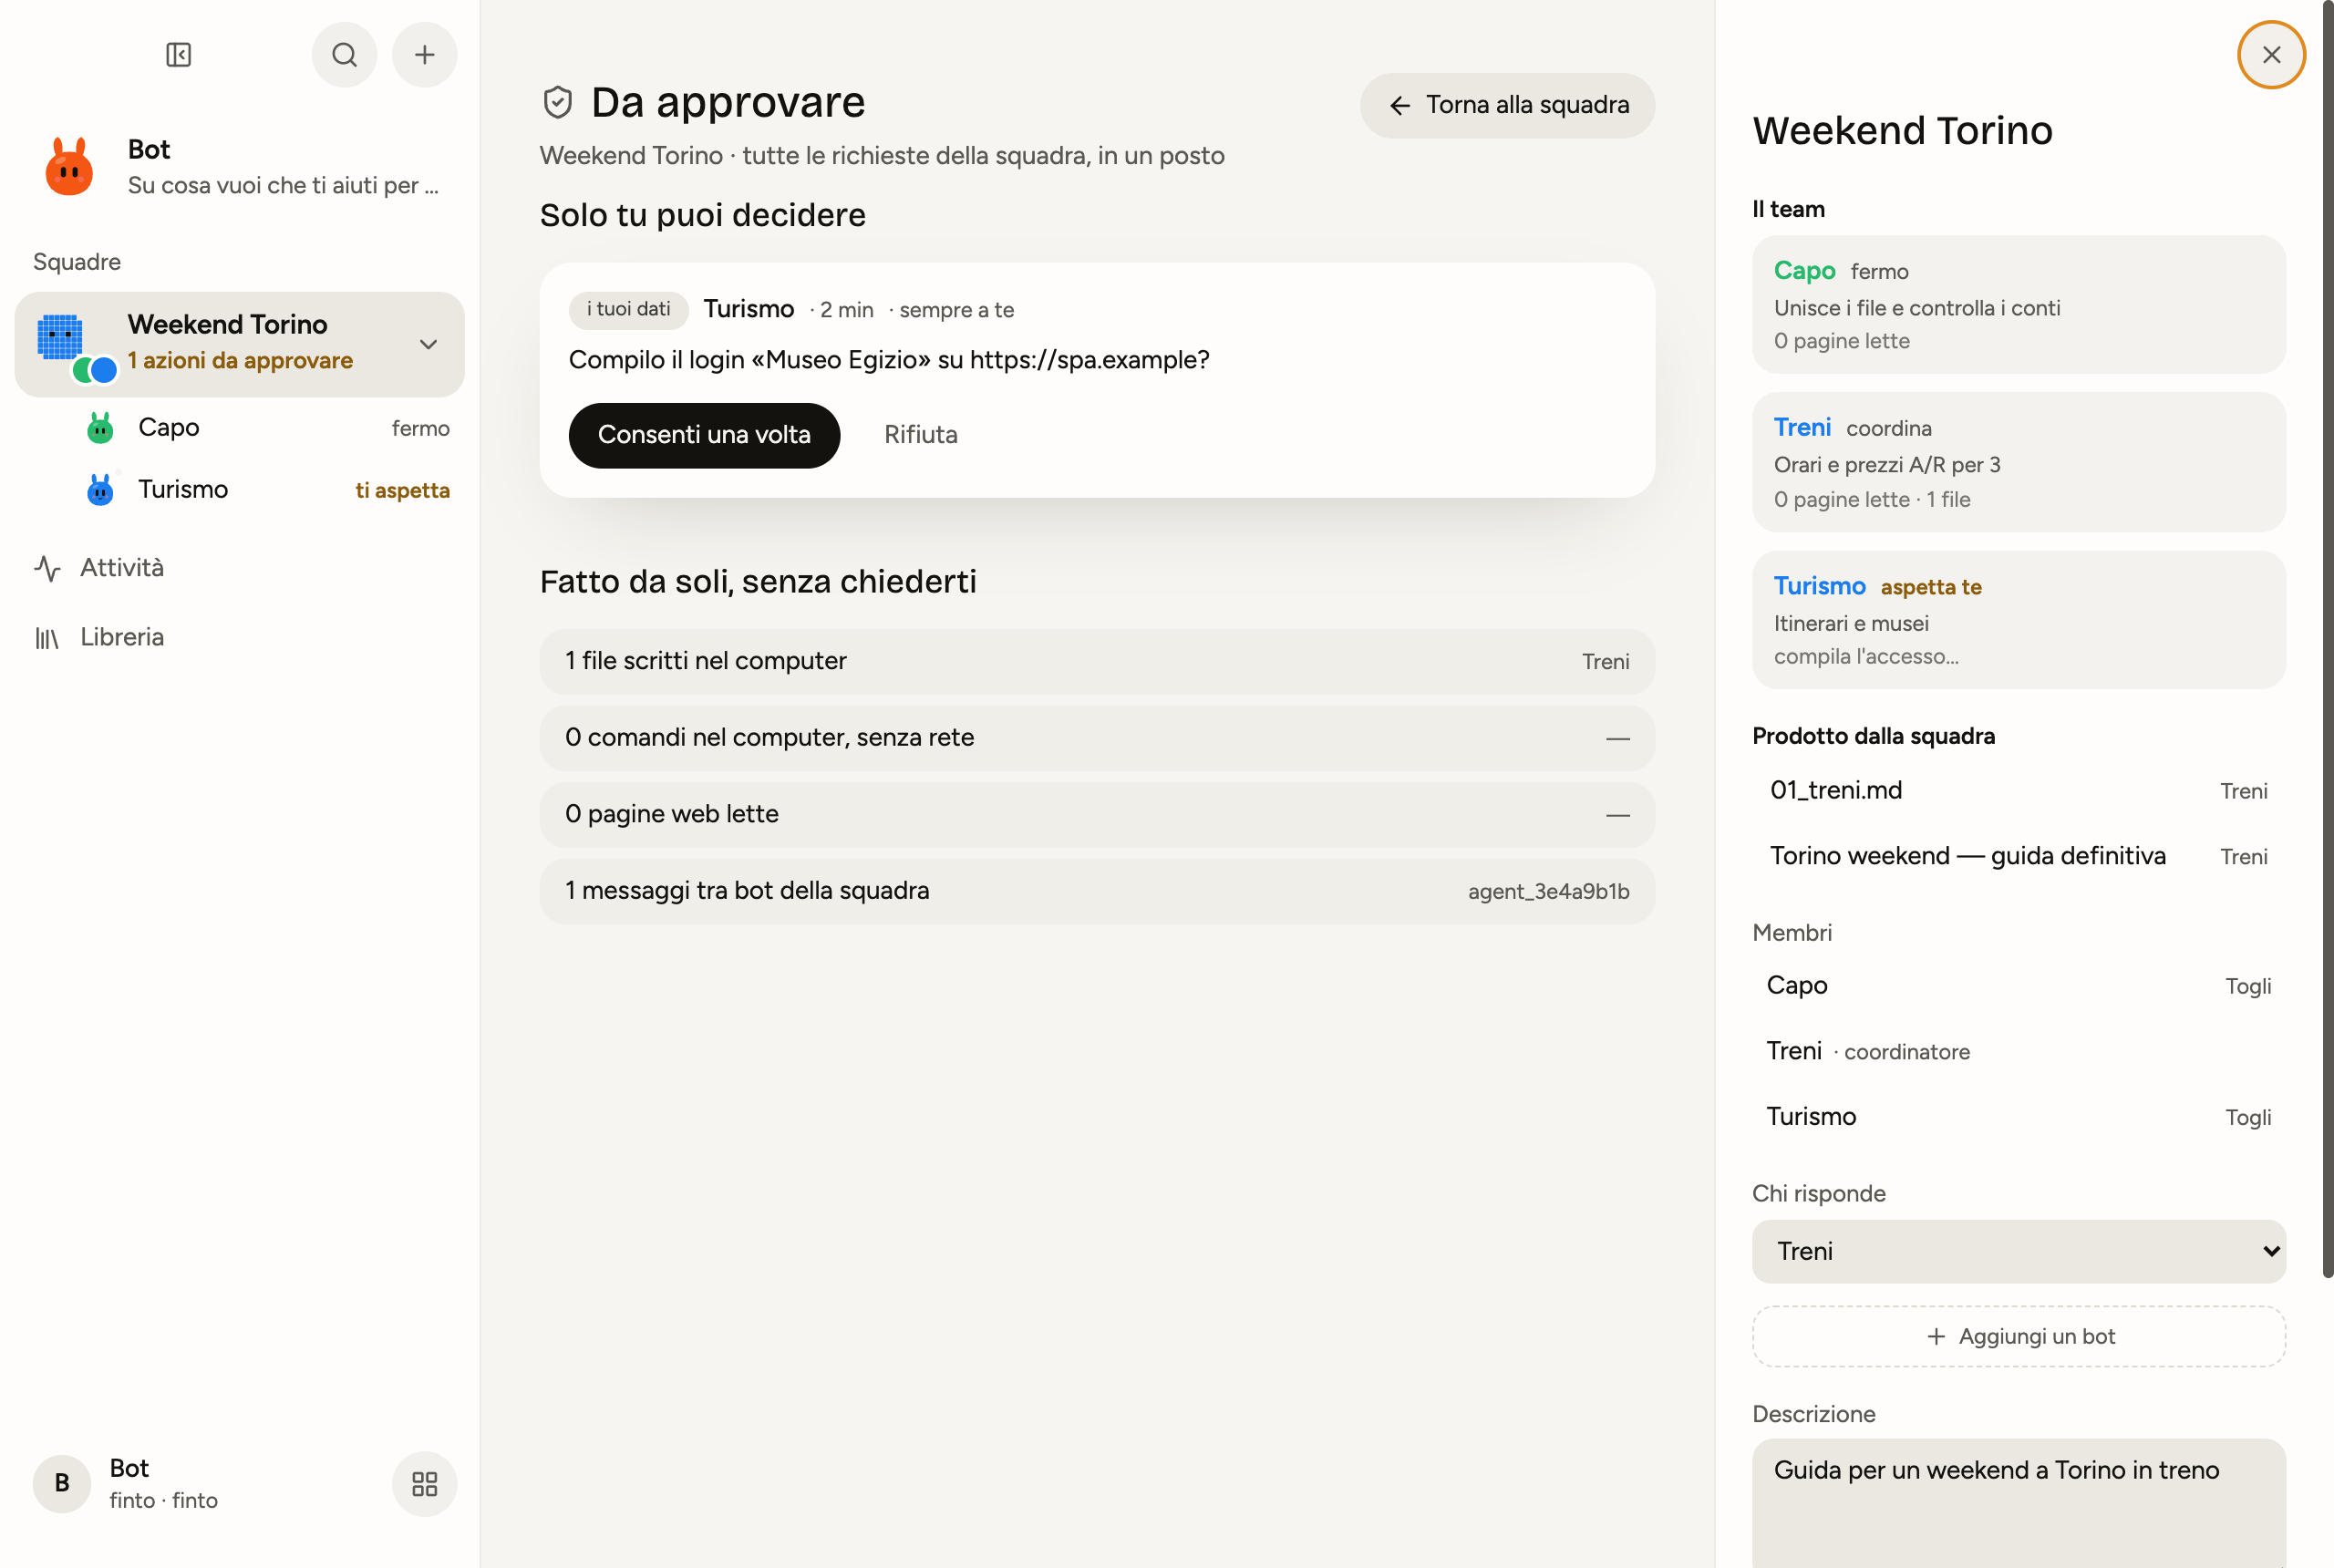 Bot
Su cosa vuoi che ti aiuti per ...
Squadre
Weekend Torino
1 azioni da approvare
Capo
fermo
Turismo
ti aspetta
Attività
Libreria
B
Bot
finto · finto
Da approvare
Torna alla squadra
Weekend Torino · tutte le richieste della squadra, in un posto
Solo tu puoi decidere
i tuoi dati Turismo · 2 min · sempre a te
Compilo il login «Museo Egizio» su https://spa.example?
Consenti una volta
Rifiuta
Fatto da soli, senza chiederti
1 file scritti nel computer
Treni
0 comandi nel computer, senza rete
—
0 pagine web lette
—
1 messaggi tra bot della squadra
agent_3e4a9b1b
Weekend Torino
Il team
Capo fermo
Unisce i file e controlla i conti
0 pagine lette
Treni coordina
Orari e prezzi A/R per 3
0 pagine lette · 1 file
Turismo aspetta te
Itinerari e musei
compila l'accesso...
Prodotto dalla squadra
01_treni.md
Treni
Torino weekend — guida definitiva
Treni
Membri
Capo
Togli
Treni · coordinatore
Turismo
Togli
Chi risponde
Treni
Aggiungi un bot
Descrizione
Guida per un weekend a Torino in treno